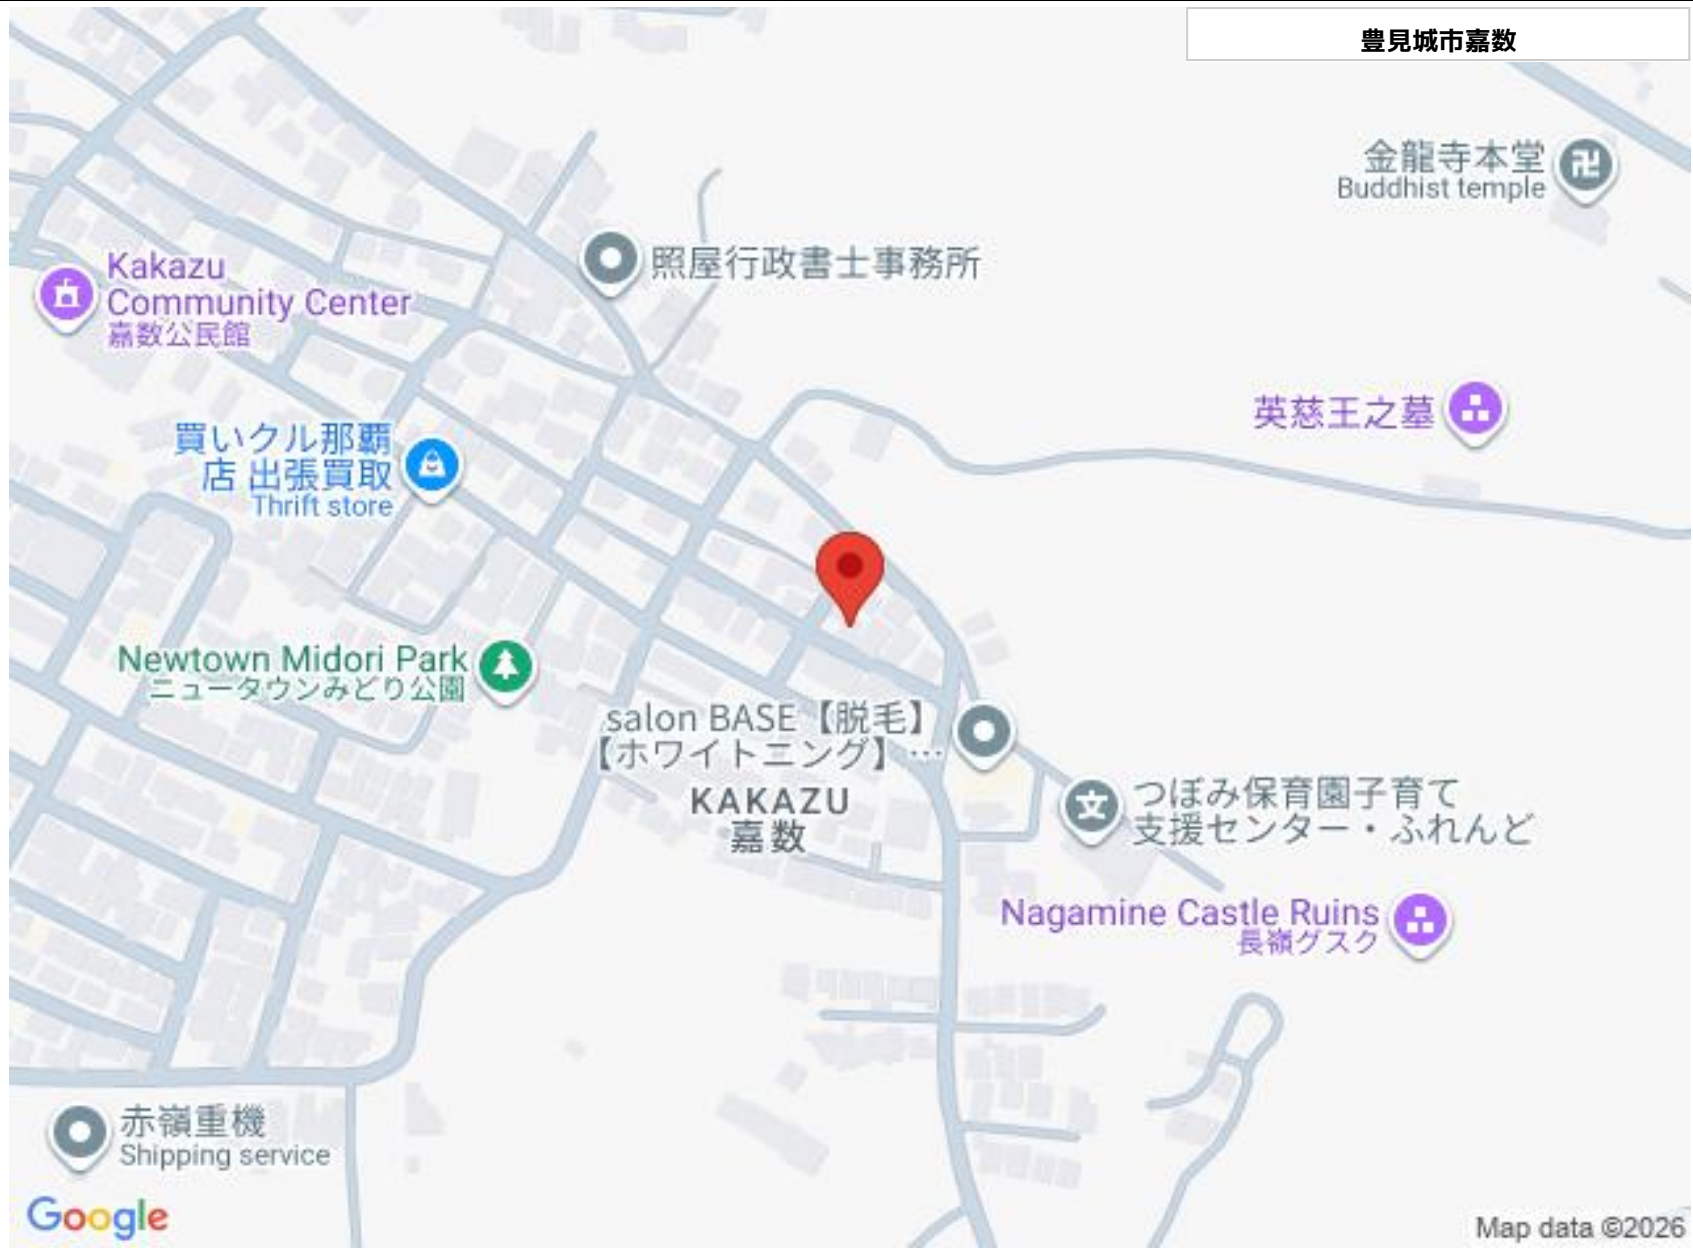 豊見城市嘉数
金龍寺本堂
Buddhist temple
照屋行政書士事務所
Kakazu
Community Center
嘉数公民館
英慈王之墓
買いクル那覇
店 出張買取
Thrift store
Newtown Midori Park
ニュータウンみどり公園
salon BASE【脱毛】
【ホワイトニング】…
KAKAZU
嘉数
つぼみ保育園子育て
支援センター・ふれんど
Nagamine Castle Ruins
長嶺グスク
赤嶺重機
Shipping service
Google
Map data ©2026